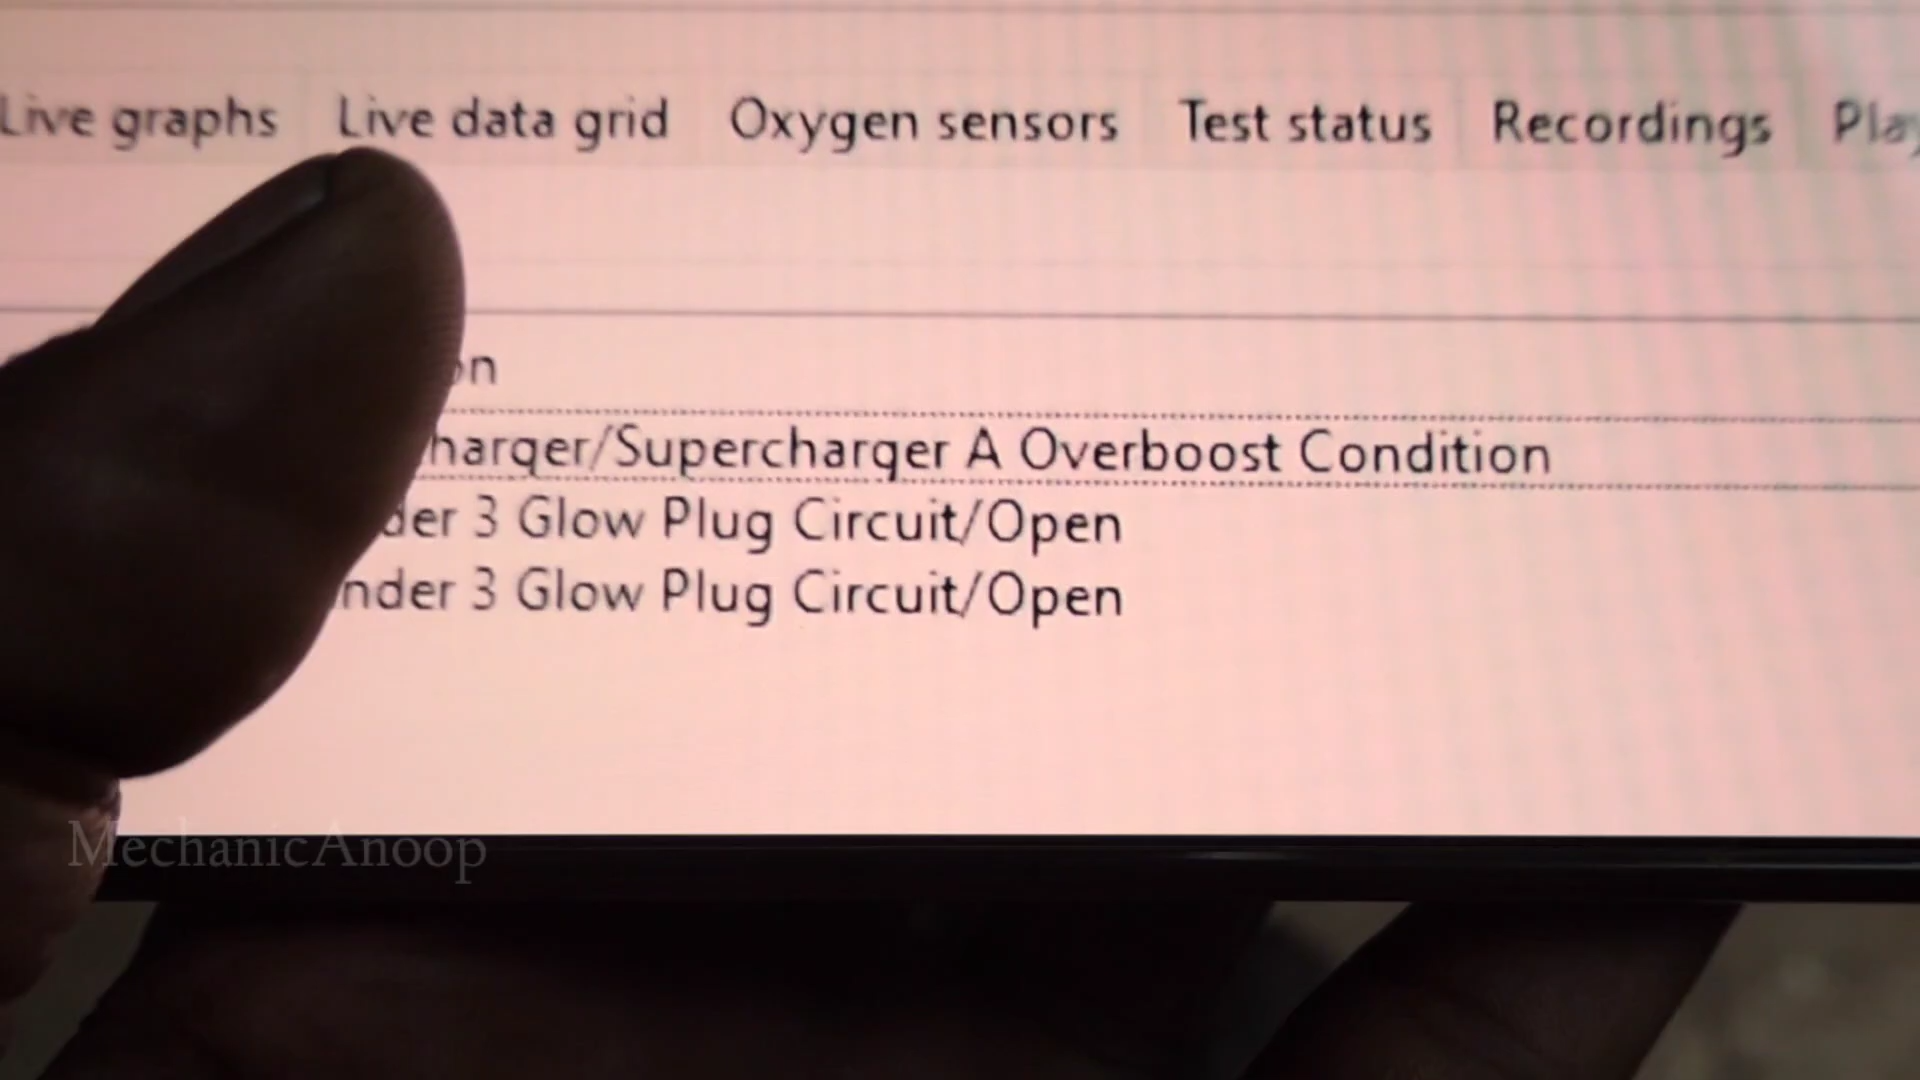 Live graphs Live data grid Oxygen sensors Test status Recordings
harger/Supercharger A Overboost Condition
der 3 Glow Plug Circuit/Open
nder 3 Glow Plug Circuit/Open
MechanicAnoop